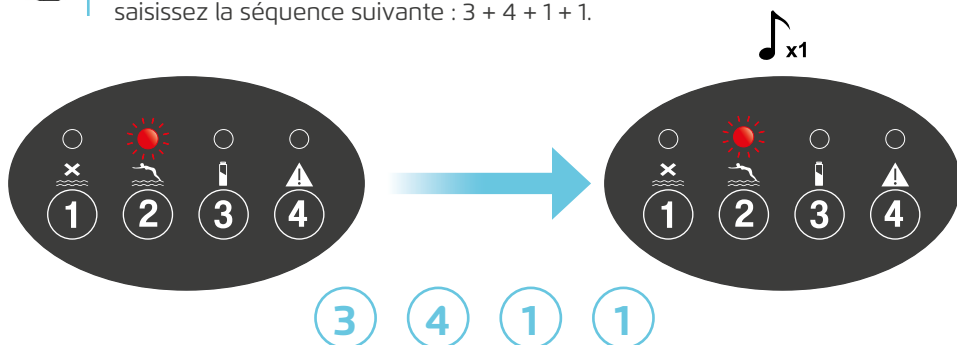 saisissez la séquence suivante : 3 + 4 + 1 + 1.
x1
1 2 3 4
1 2 3 4
3 4 1 1